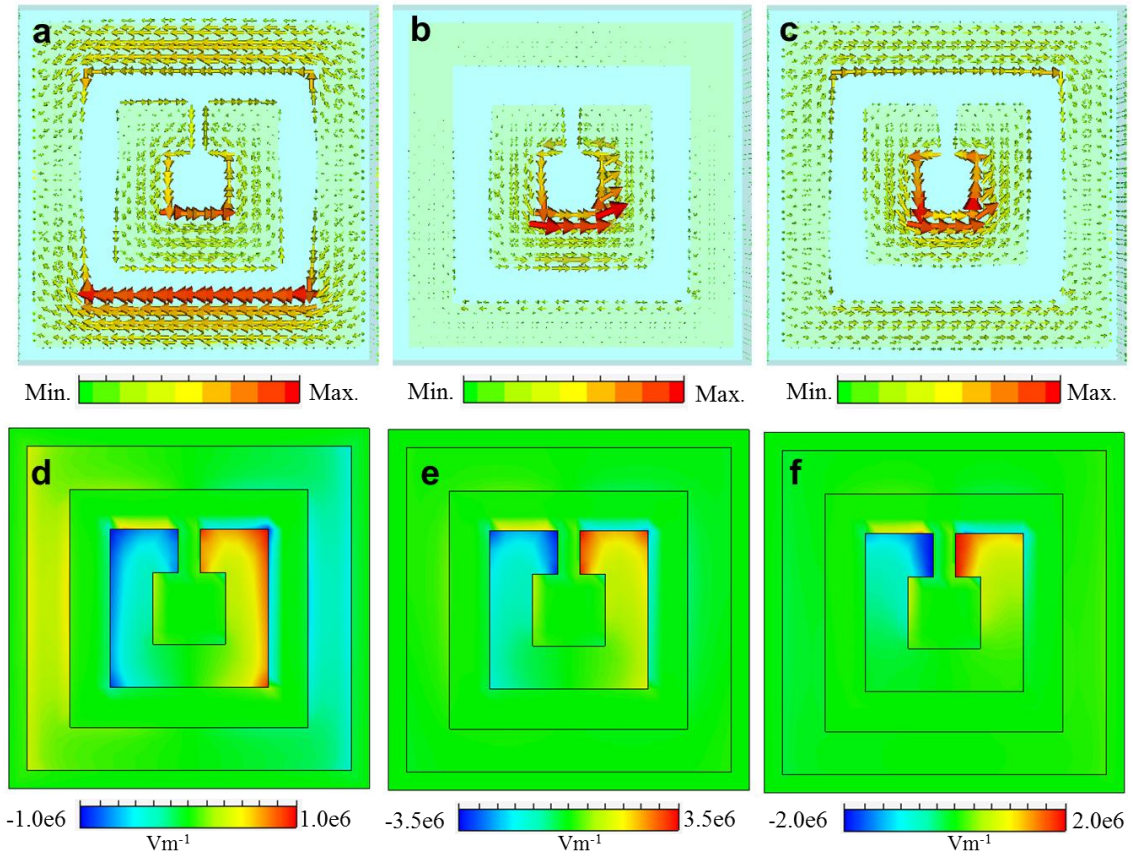 a b c
Min. Max. Min. Max. Min. Max.
d e f
-1.0e6 1.0e6 -3.5e6 3.5e6 -2.0e6 2.0e6
Vm-1 Vm-1 Vm-1